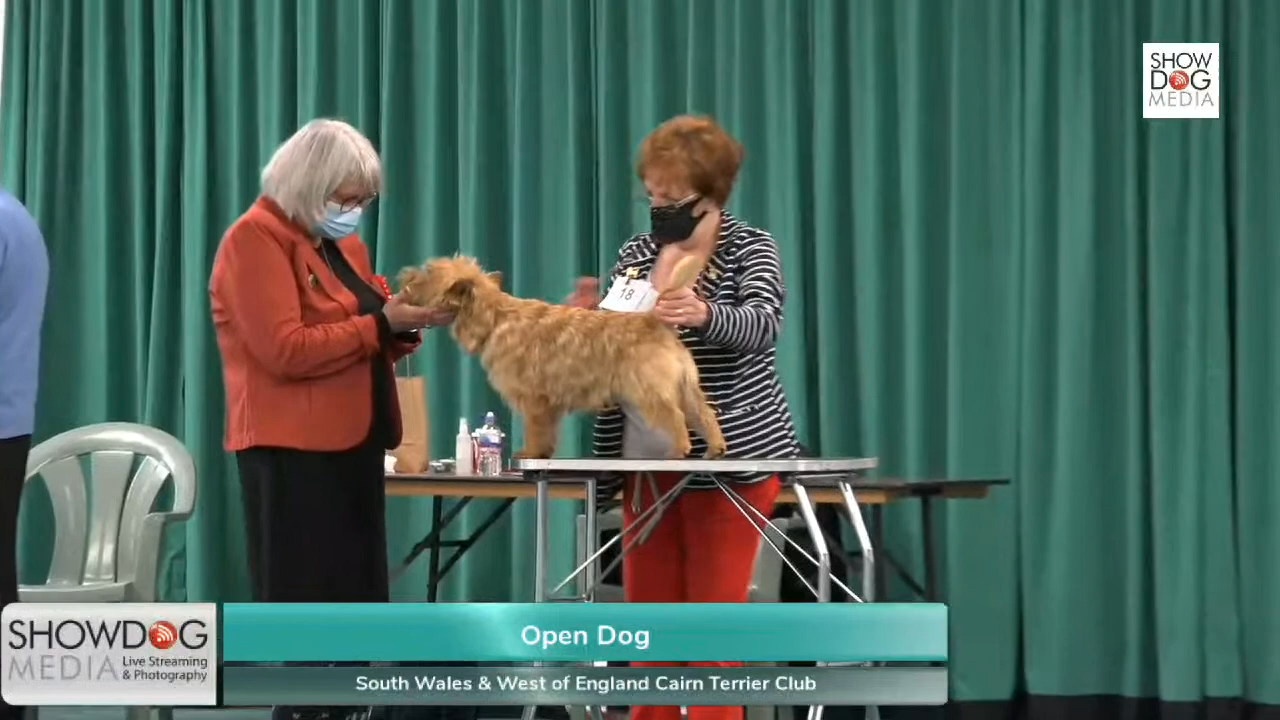 SHOW
DOG
MEDIA
18
SHOWDOG
MEDIA Live Streaming
& Photography
Open Dog
South Wales & West of England Cairn Terrier Club